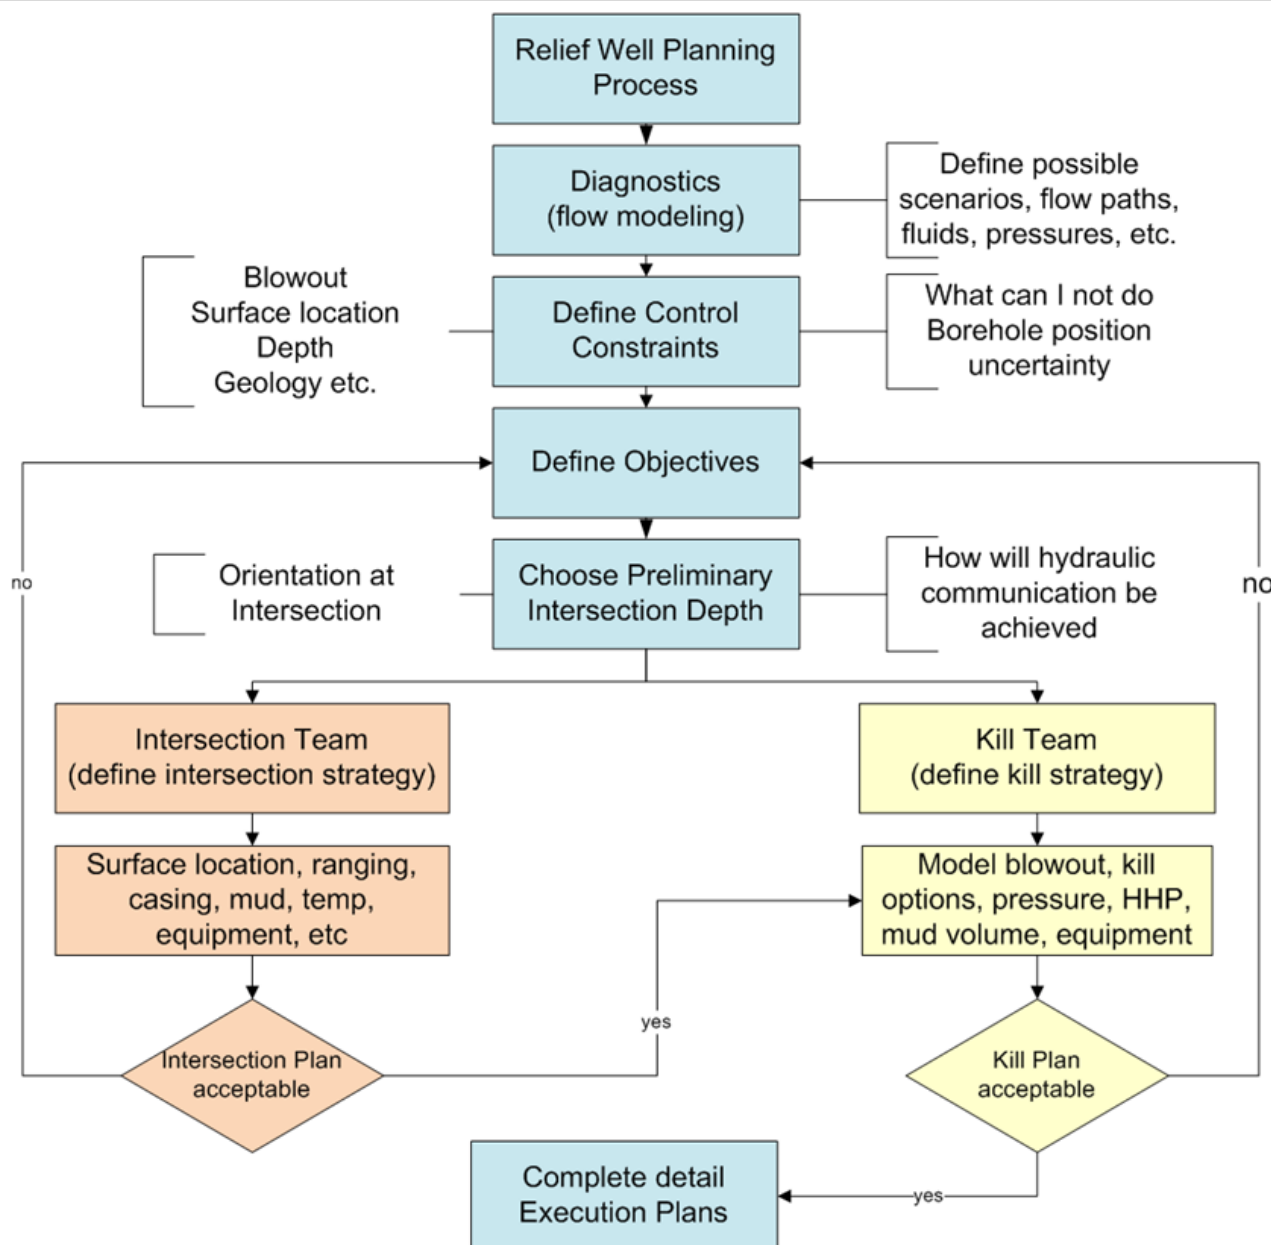 Relief Well Planning
Process
Diagnostics
(flow modeling)
Define possible
scenarios, flow paths,
fluids, pressures, etc.
Blowout
Surface location
Depth
Geology etc.
Define Control
Constraints
What can I not do
Borehole position
uncertainty
Define Objectives
no
Orientation at
Intersection
Choose Preliminary
Intersection Depth
How will hydraulic
communication be
achieved
no
Intersection Team
(define intersection strategy)
Kill Team
(define kill strategy)
Surface location, ranging,
casing, mud, temp,
equipment, etc
Model blowout, kill
options, pressure, HHP,
mud volume, equipment
yes
Intersection Plan
acceptable
Kill Plan
acceptable
Complete detail
Execution Plans
yes